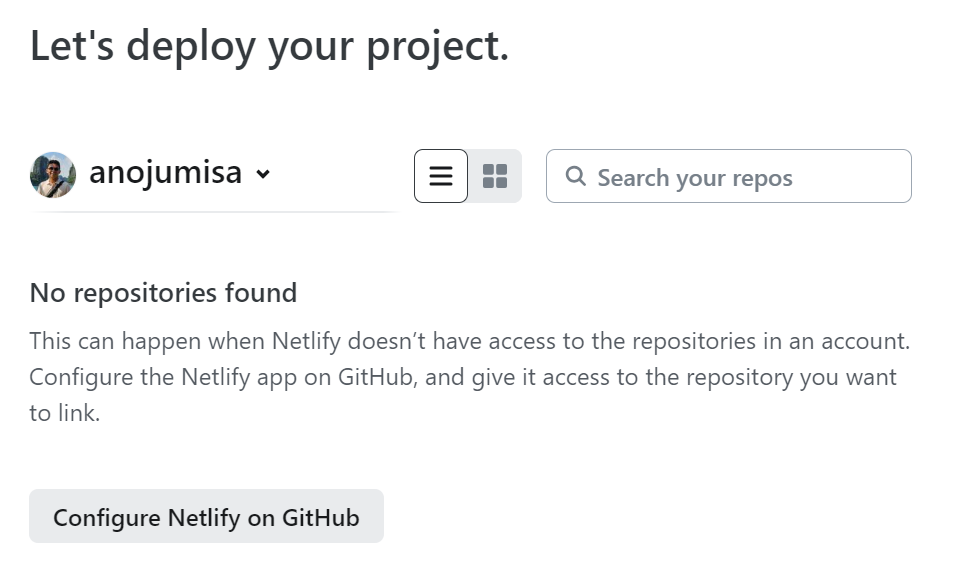 Let's deploy your project.
anojumisa
Search your repos
No repositories found
This can happen when Netlify doesn’t have access to the repositories in an account.
Configure the Netlify app on GitHub, and give it access to the repository you want
to link.
Configure Netlify on GitHub